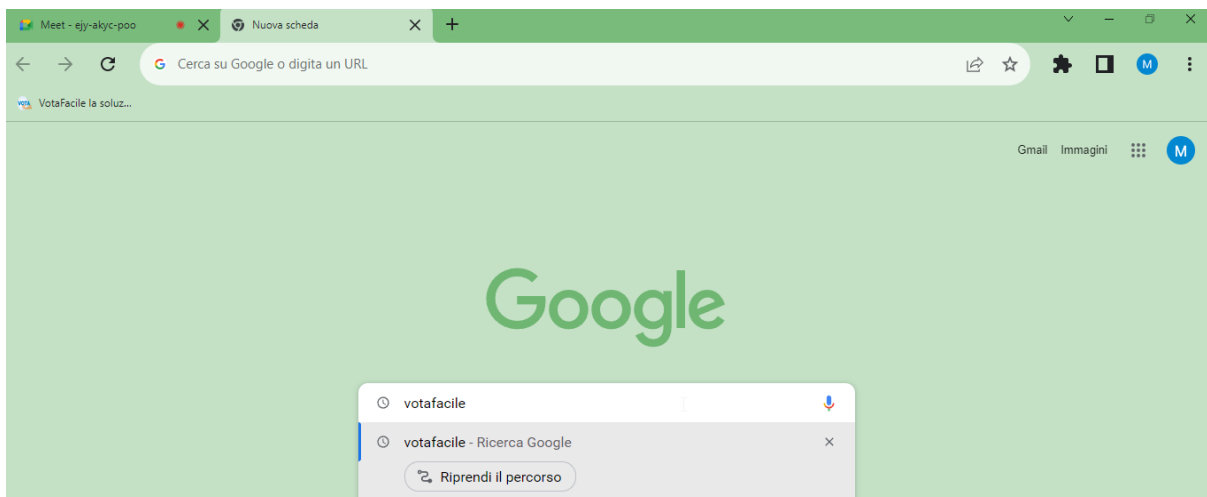 Meet - ejy-akyc-poo
Nuova scheda
Cerca su Google o digita un URL
M
VotaFacile la soluz...
Gmail Immagini M
Google
votafacile
votafacile - Ricerca Google
Riprendi il percorso